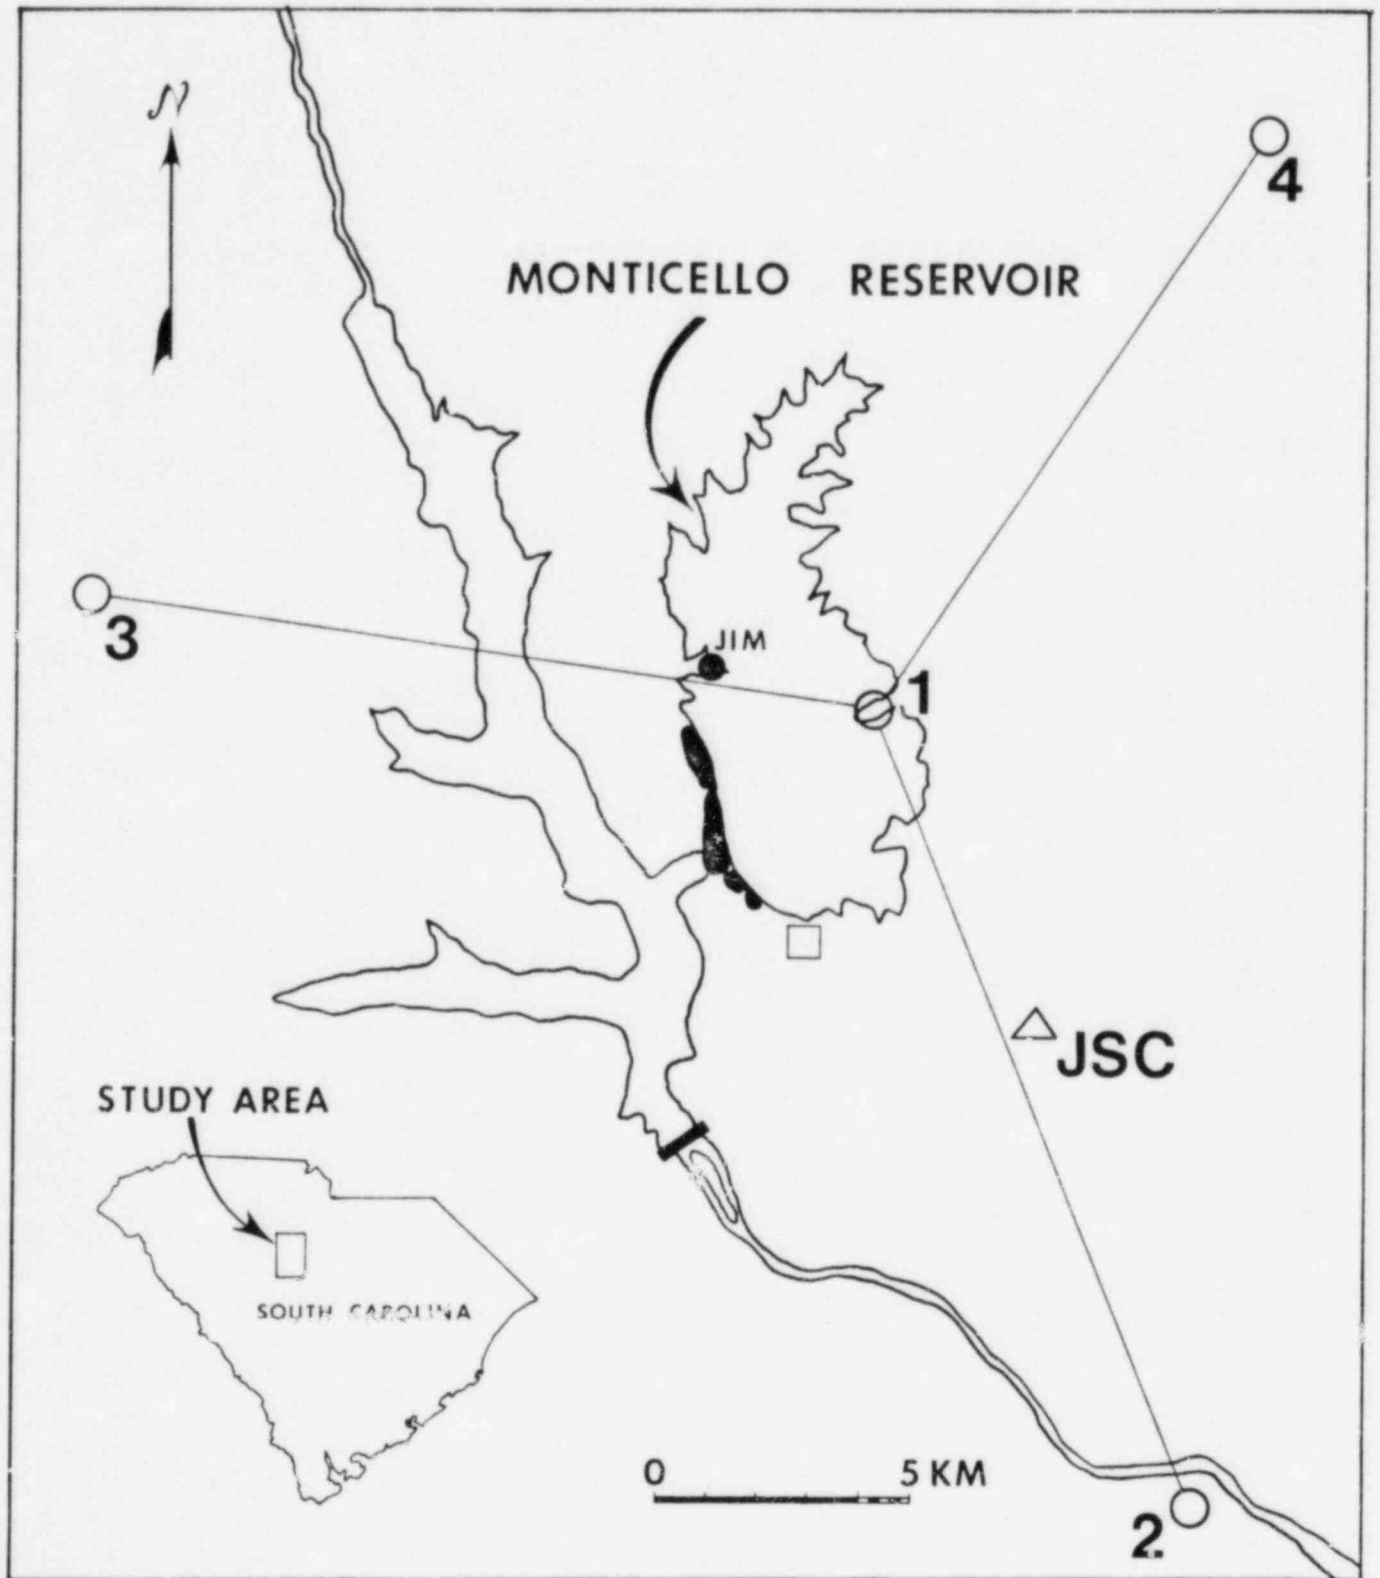 N
4
MONTICELLO RESERVOIR
3
JIM
1
JSC
STUDY AREA
SOUTH CAROLINA
0 5 KM
2